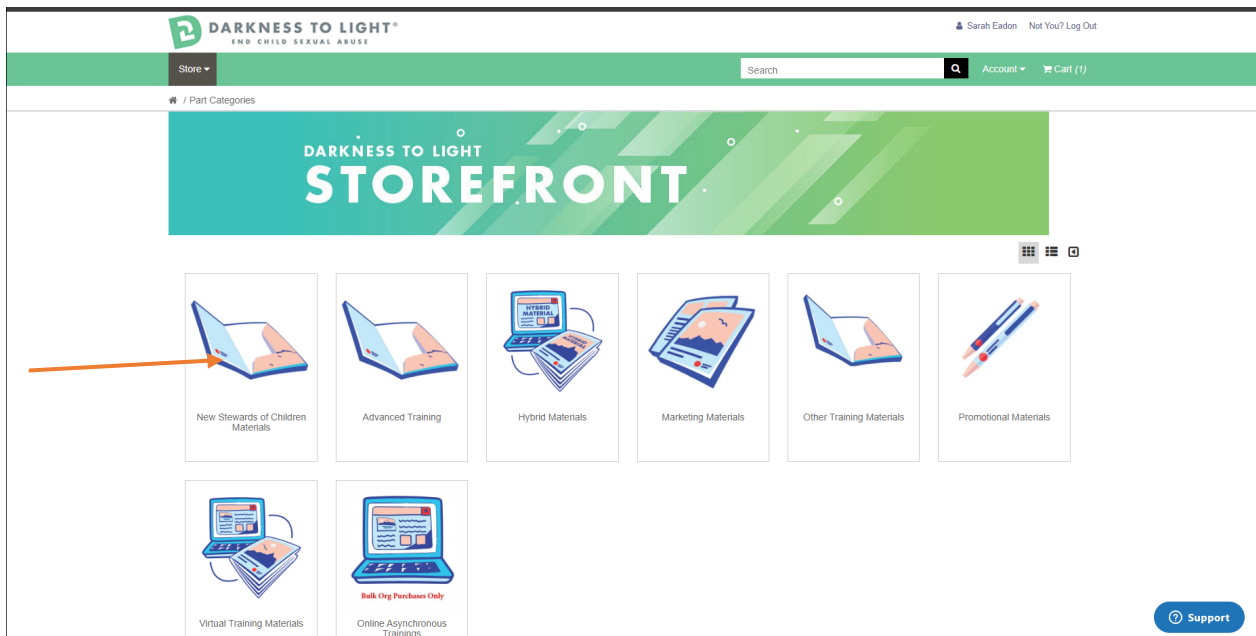 DARKNESS TO LIGHT®
END CHILD SEXUAL ABUSE
Sarah Eadon Not You? Log Out
Store
Search
Account
Cart (1)
/ Part Categories
DARKNESS TO LIGHT
STOREFRONT
HYBRID
MATERIAL
HYBRID
MATERIAL
New Stewards of Children
Materials
Advanced Training
Hybrid Materials
Marketing Materials
Other Training Materials
Promotional Materials
Bulk Org Purchases Only
Virtual Training Materials
Online Asynchronous
Trainings
Support